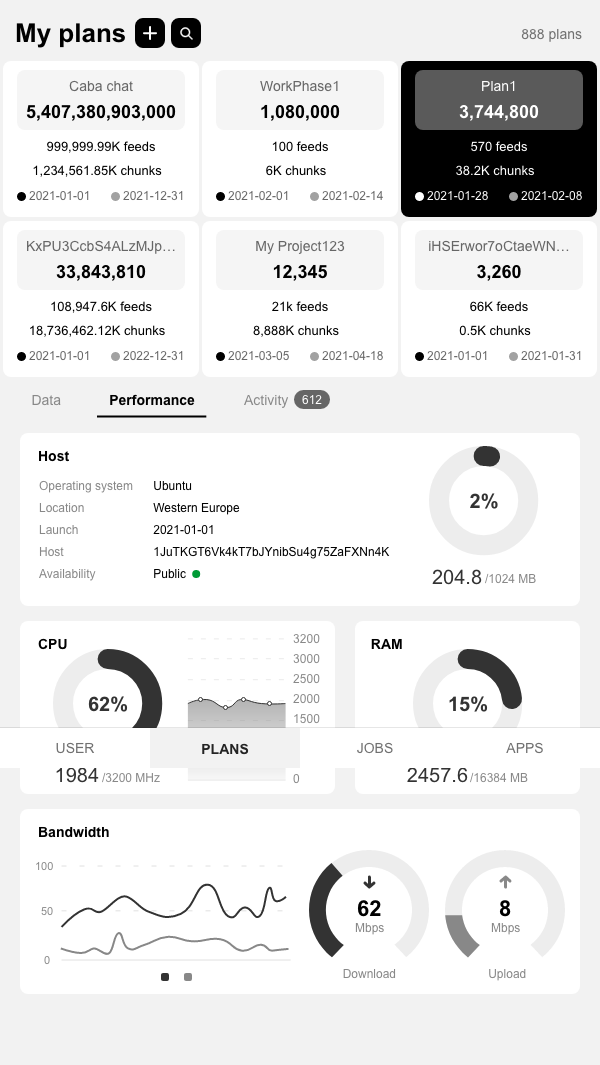 My plans
888 plans
Caba chat
5,407,380,903,000
999,999.99K feeds
1,234,561.85K chunks
2021-01-01 2021-12-31
WorkPhase1
1,080,000
100 feeds
6K chunks
2021-02-01 2021-02-14
Plan1
3,744,800
570 feeds
38.2K chunks
2021-01-28 2021-02-08
KxPU3CcbS4ALzMJp...
33,843,810
108,947.6K feeds
18,736,462.12K chunks
2021-01-01 2022-12-31
My Project123
12,345
21k feeds
8,888K chunks
2021-03-05 2021-04-18
iHSErwor7oCtaeWN...
3,260
66K feeds
0.5K chunks
2021-01-01 2021-01-31
Data Performance Activity 612
Host
Operating system Ubuntu
Location Western Europe
Launch 2021-01-01
Host 1JuTKGT6Vk4kT7bJYnibSu4g75ZaFXNn4K
Availability Public
2%
204.8 /1024 MB
CPU
62%
3200
3000
2500
2000
1500
0
1984 /3200 MHz
RAM
15%
2457.6 /16384 MB
USER PLANS JOBS APPS
Bandwidth
100
50
0
62
Mbps
Download
8
Mbps
Upload